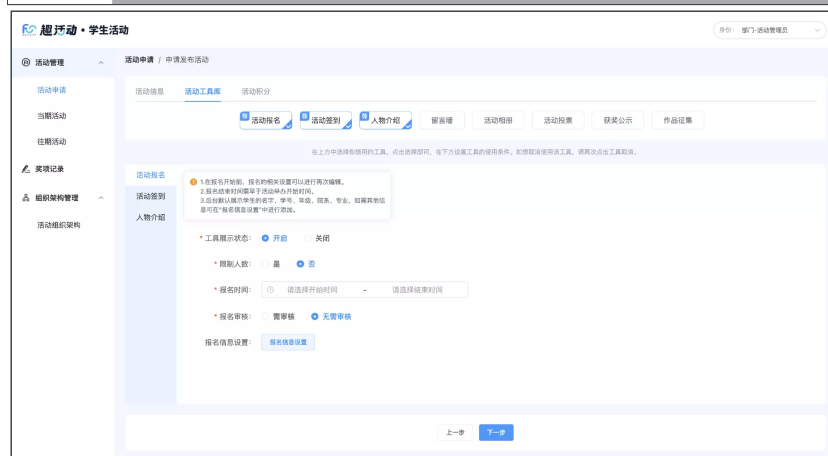 趣活动·学生活动
身份: 部门-活动管理员
活动管理
活动申请
当期活动
往期活动
奖项记录
组织架构管理
活动组织架构
活动申请 / 申请发布活动
活动信息 活动工具库 活动积分
荐 活动报名 荐 活动签到 荐 人物介绍 留言墙 活动相册 活动投票 获奖公示 作品征集
在上方中选择你想用的工具，点击选择即可，在下方设置工具的使用条件。如想取消使用该工具，请再次点击工具取消。
活动报名
活动签到
人物介绍
1.在报名开始前，报名的相关设置可以进行再次编辑。
2.报名结束时间需早于活动举办开始时间。
3.后台默认展示学生的名字、学号、年级、院系、专业，如需其他信
息可在“报名信息设置”中进行添加。
* 工具展示状态: 开启 关闭
* 限制人数: 是 否
* 报名时间: 请选择开始时间 - 请选择结束时间
* 报名审核: 需审核 无需审核
报名信息设置: 报名信息设置
上一步 下一步